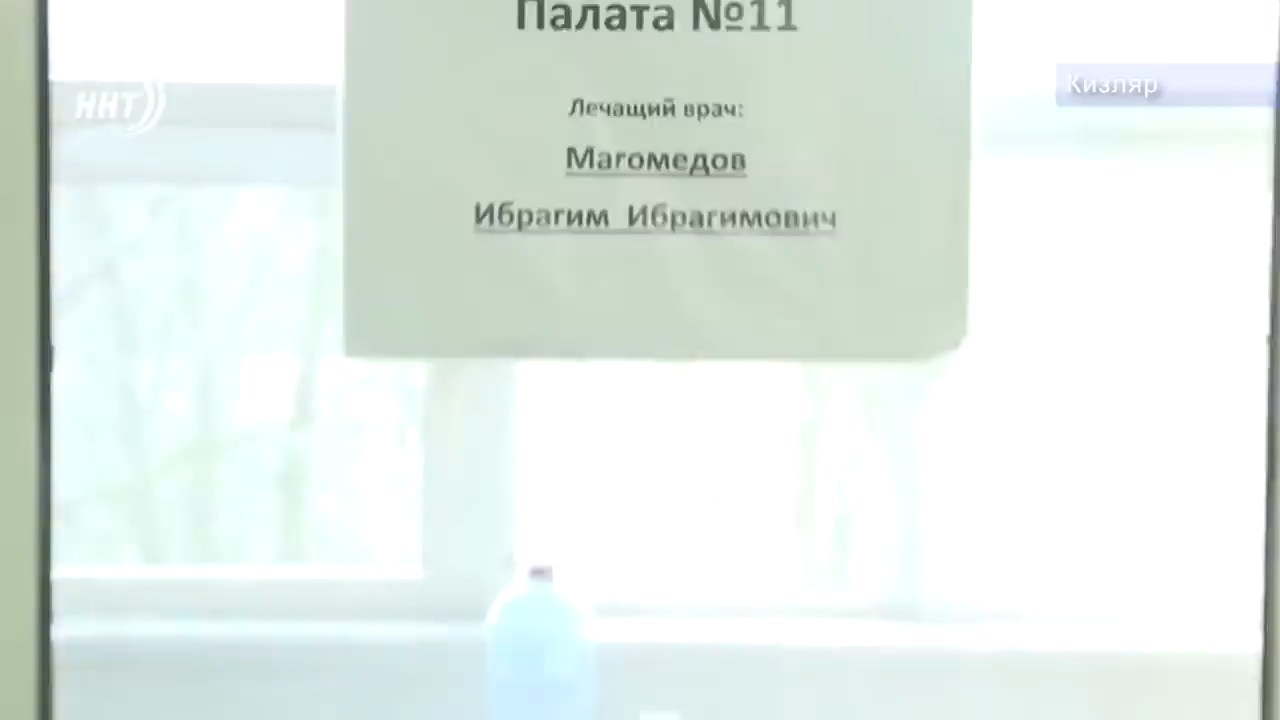 Палата №11
Кизляр
ННТ
Лечащий врач:
Магомедов
Ибрагим Ибрагимович